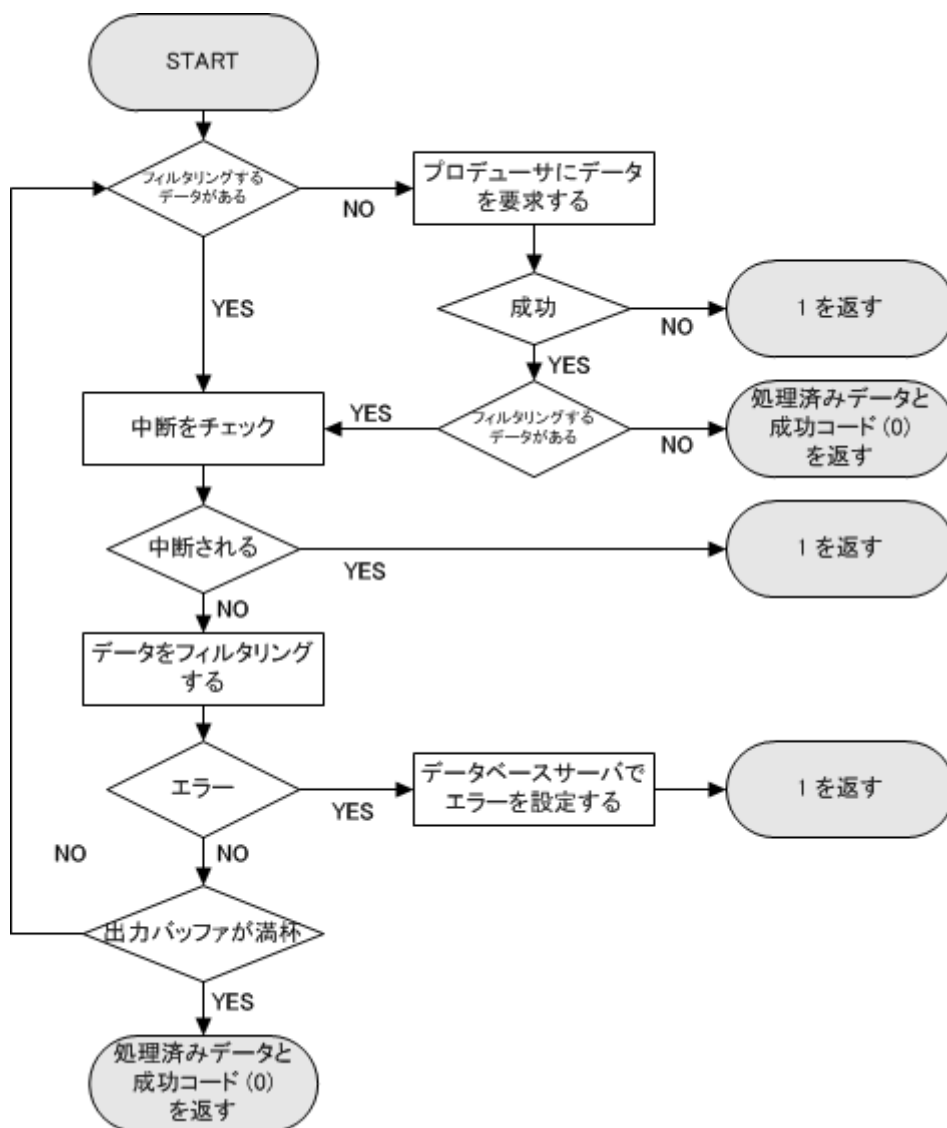 START
フィルタリングする
データがある
NO
プロデューサにデータ
を要求する
YES
成功
NO
1 を返す
YES
中断をチェック
YES
フィルタリングする
データがある
NO
処理済みデータと
成功コード (0)
を返す
中断される
YES
1 を返す
NO
データをフィルタリング
する
エラー
YES
データベースサーバで
エラーを設定する
1 を返す
NO
NO
出力バッファが満杯
YES
処理済みデータと
成功コード (0)
を返す